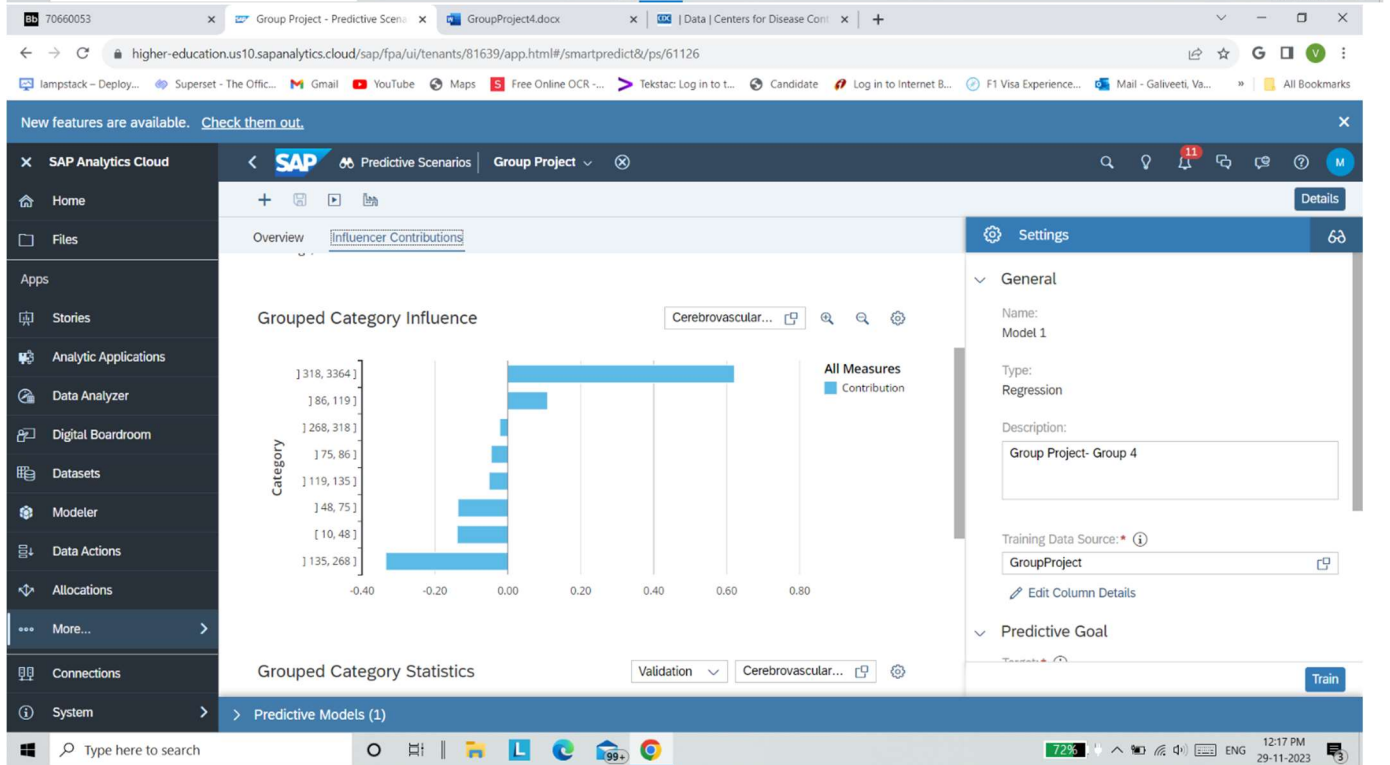 Bb 70660053
Group Project - Predictive Scena
GroupProject4.docx
CDC | Data | Centers for Disease Cont
higher-education.us10.sapanalytics.cloud/sap/fpa/ui/tenants/81639/app.html#/smartpredict&/ps/61126
G
V
lampstack – Deploy... Superset - The Offic... Gmail YouTube Maps S Free Online OCR -... Tekstac: Log in to t... Candidate Log in to Internet B... F1 Visa Experience... Mail - Galiveeti, Va... » All Bookmarks
New features are available. Check them out.
SAP Analytics Cloud
SAP Predictive Scenarios Group Project
11
M
Home
Details
Files
Overview Influencer Contributions
Settings
Apps
General
Stories
Grouped Category Influence
Cerebrovascular...
Name:
Model 1
Analytic Applications
Type:
Regression
Data Analyzer
Digital Boardroom
Description:
Group Project- Group 4
Datasets
Modeler
Data Actions
Training Data Source:*
GroupProject
Allocations
Edit Column Details
More...
Predictive Goal
Target:*
Connections
System
Category
] 318, 3364 ]
] 86, 119 ]
] 268, 318 ]
] 75, 86 ]
] 119, 135 ]
] 48, 75 ]
[ 10, 48 ]
] 135, 268 ]
-0.40 -0.20 0.00 0.20 0.40 0.60 0.80
All Measures
Contribution
Grouped Category Statistics
Validation
Cerebrovascular...
Train
Predictive Models (1)
Type here to search
L
99+
72%
ENG
12:17 PM
29-11-2023
3